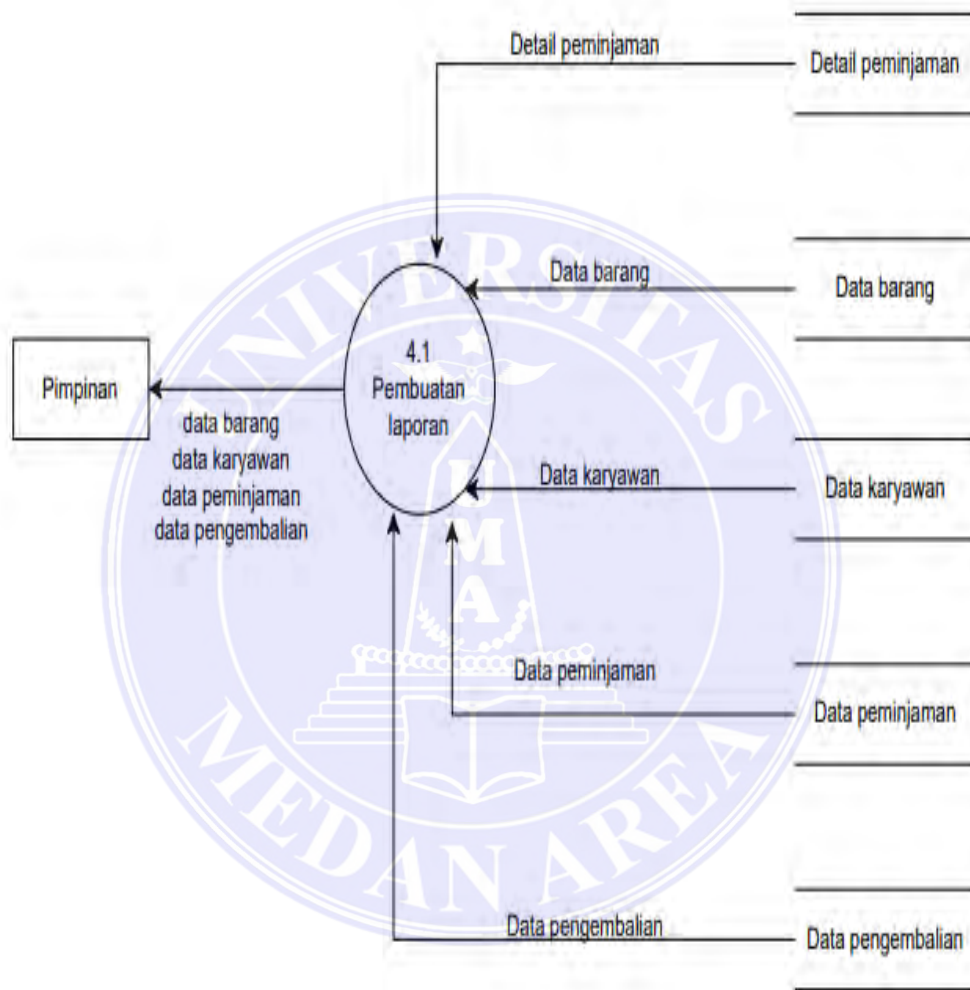 Detail peminjaman
Detail peminjaman
Data barang
Data barang
4.1
Pembuatan
laporan
Pimpinan
data barang
data karyawan
data peminjaman
data pengembalian
Data karyawan
Data karyawan
Data peminjaman
Data peminjaman
Data pengembalian
Data pengembalian
UNIVERSITAS
UMA
MEDAN AREA